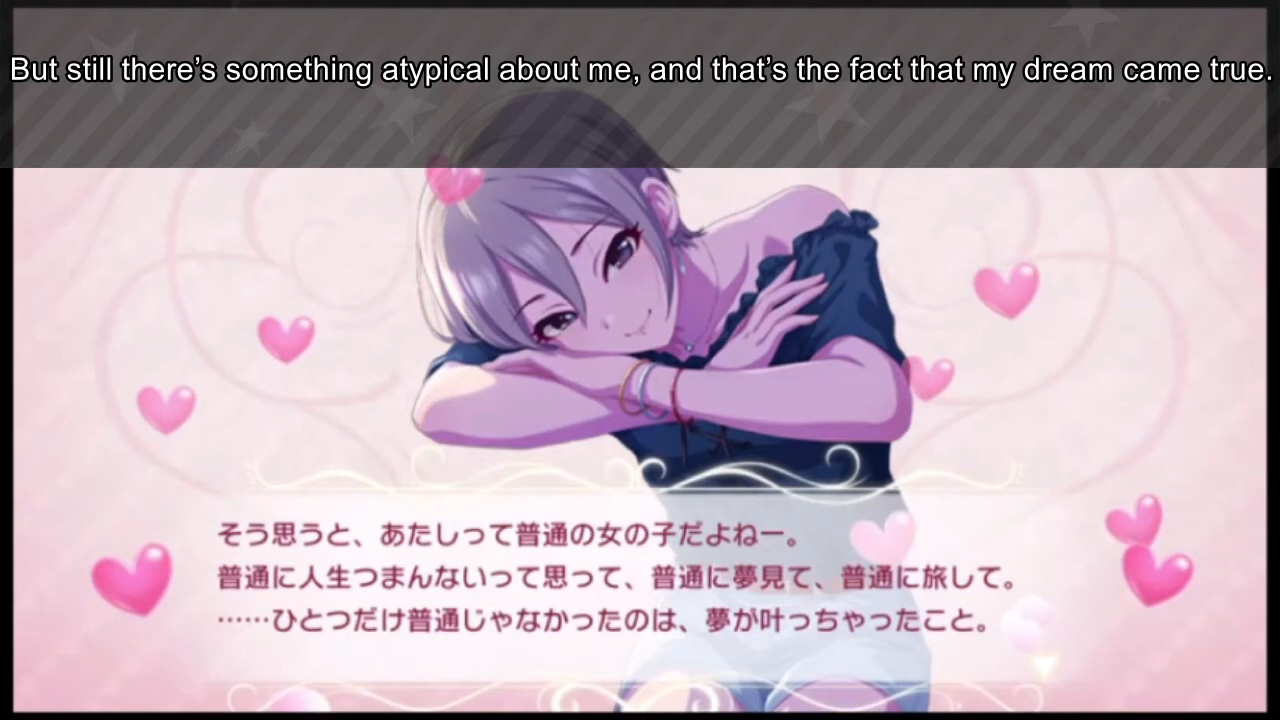 But still there’s something atypical about me, and that’s the fact that my dream came true.
そう思うと、あたしって普通の女の子だよねー。
普通に人生つまんないって思って、普通に夢見て、普通に旅して。
……ひとつだけ普通じゃなかったのは、夢が叶っちゃったこと。